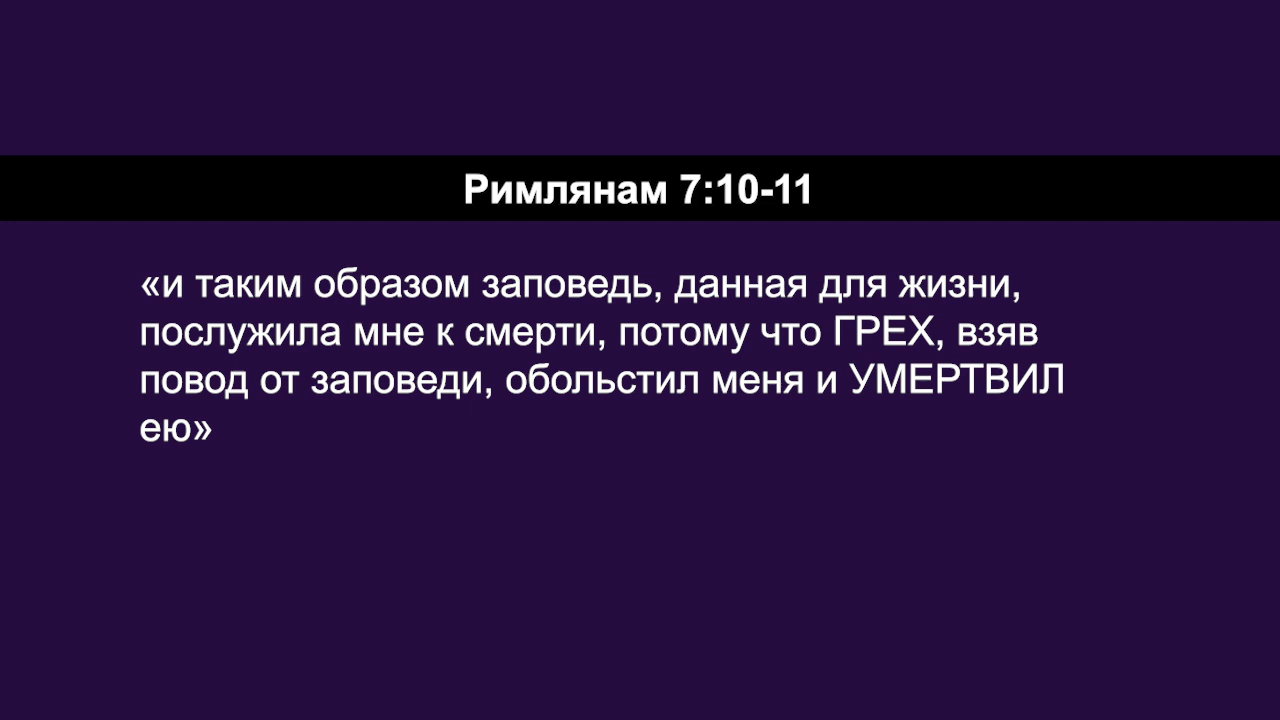 Римлянам 7:10-11
«и таким образом заповедь, данная для жизни,
послужила мне к смерти, потому что ГРЕХ, взяв
повод от заповеди, обольстил меня и УМЕРТВИЛ
ею»